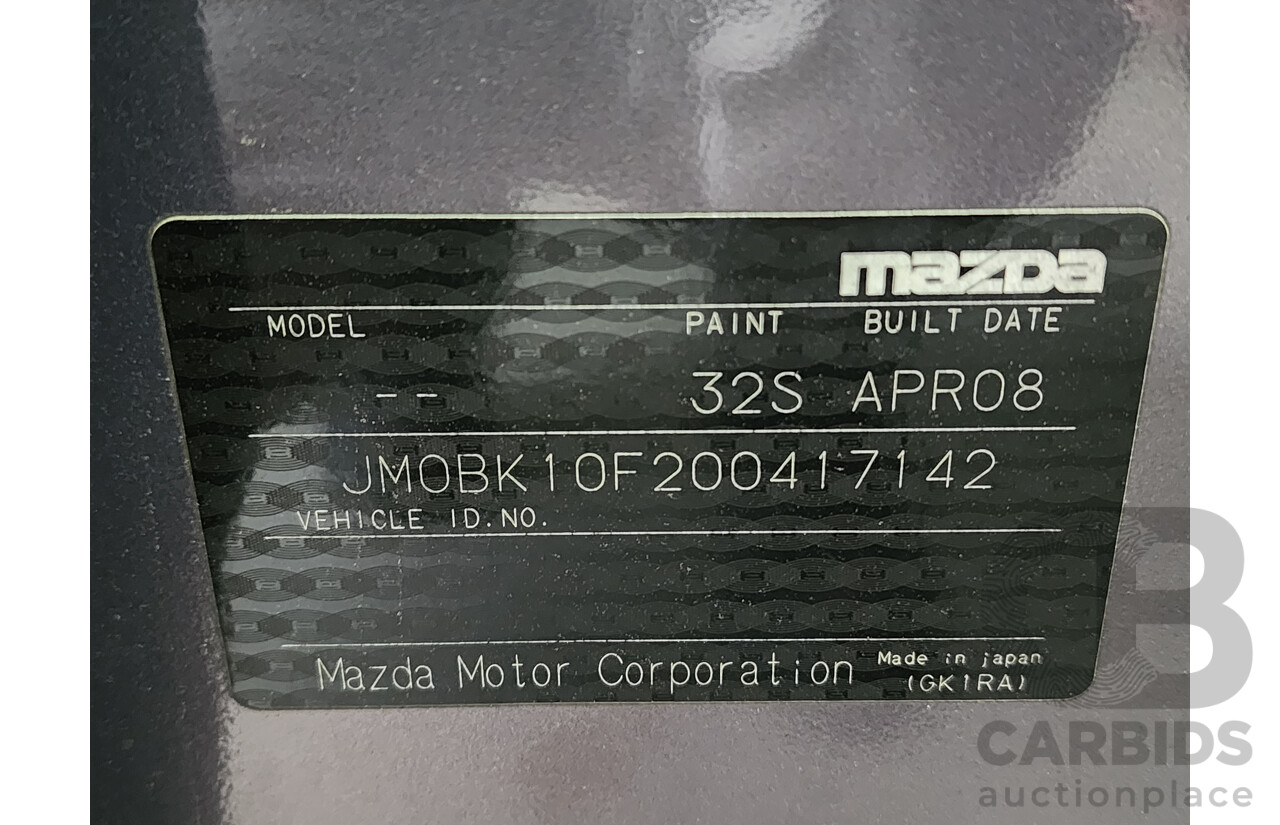 mazda
MODEL PAINT BUILT DATE
-- 32S APR08
JM0BK10F200417142
VEHICLE ID. NO.
Mazda Motor Corporation Made in japan
(GK1RA)
B
CARBIDS
auctionplace